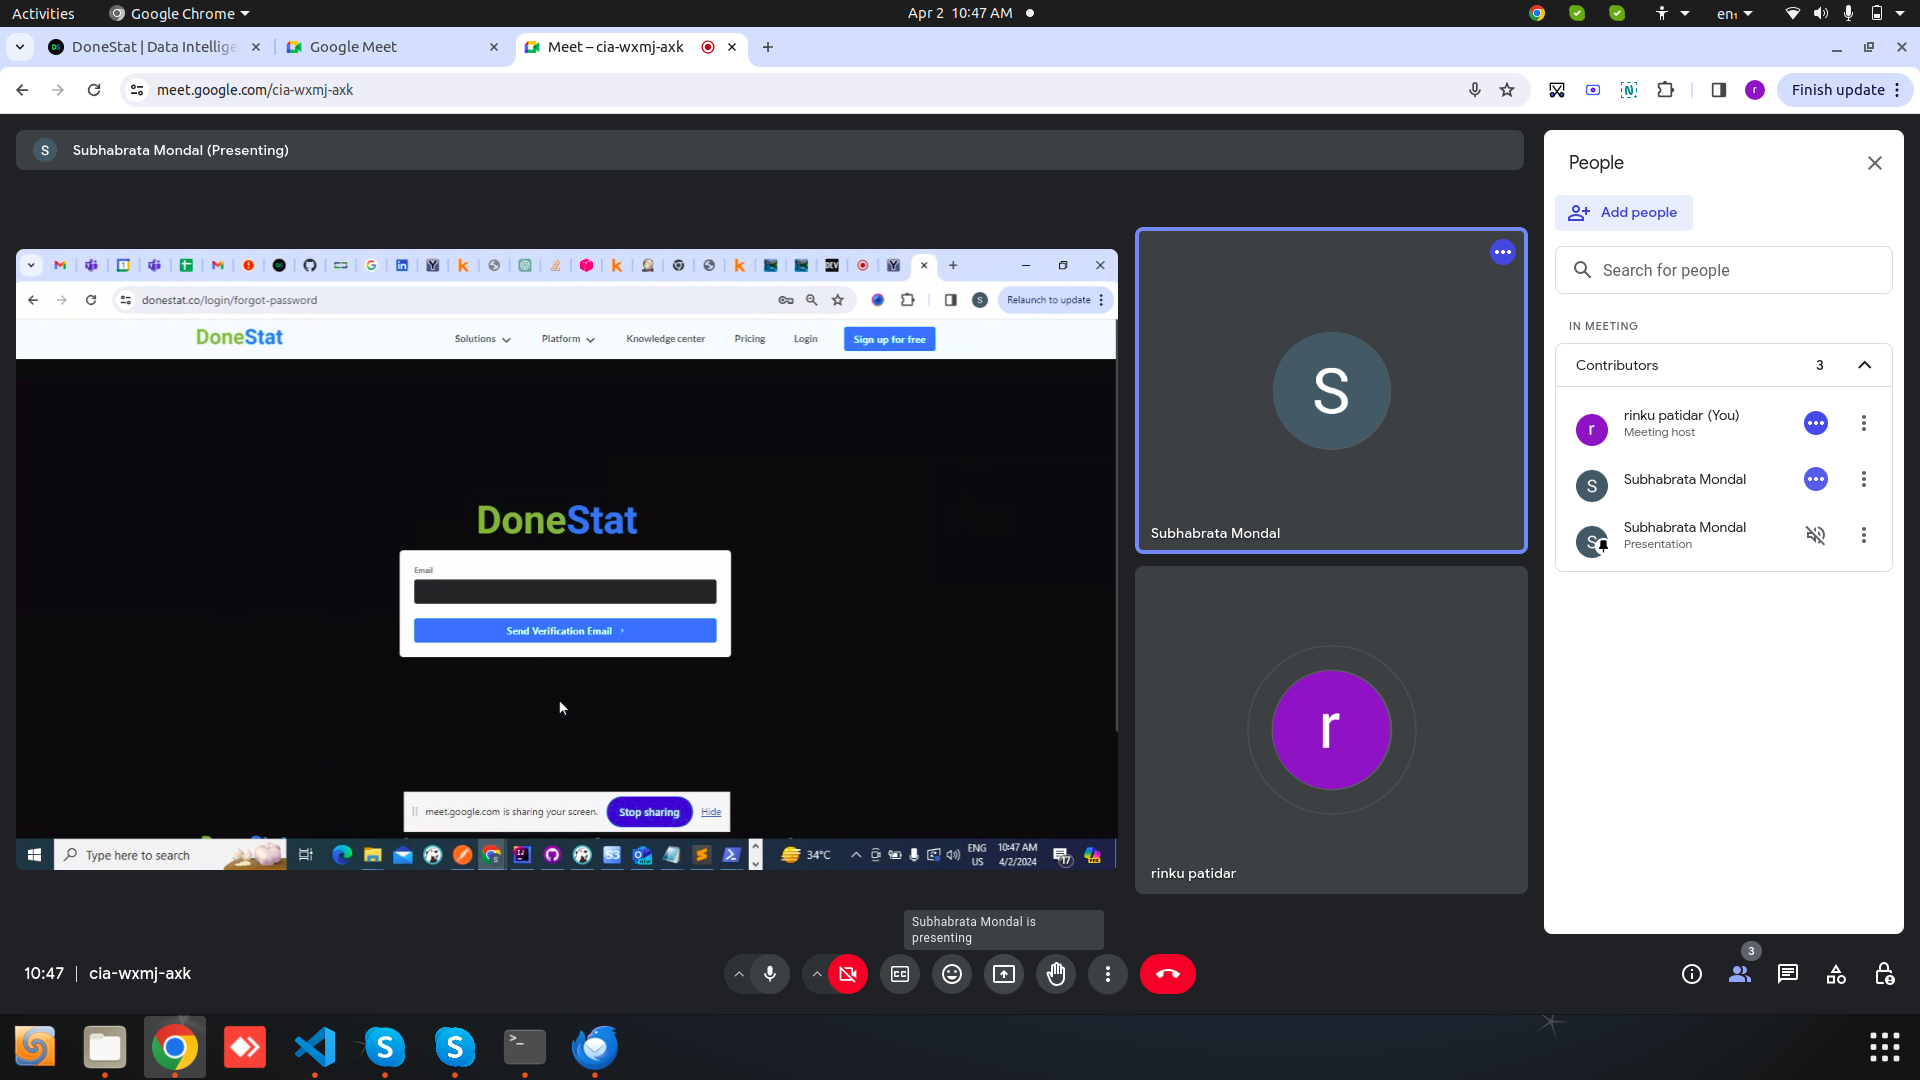 Activities
Google Chrome
Apr 2 10:47 AM
en₁
DoneStat | Data Intellige
Google Meet
Meet – cia-wxmj-axk
meet.google.com/cia-wxmj-axk
r
Finish update
S
Subhabrata Mondal (Presenting)
donestat.co/login/forgot-password
S
Relaunch to update
DoneStat
Solutions
Platform
Knowledge center
Pricing
Login
Sign up for free
DoneStat
Email
Send Verification Email
meet.google.com is sharing your screen.
Stop sharing
Hide
Type here to search
34°C
ENG
US
10:47 AM
4/2/2024
17
S
Subhabrata Mondal
r
rinku patidar
People
Add people
Search for people
IN MEETING
Contributors
3
r
rinku patidar (You)
Meeting host
S
Subhabrata Mondal
S
Subhabrata Mondal
Presentation
Subhabrata Mondal is
presenting
10:47
cia-wxmj-axk
3